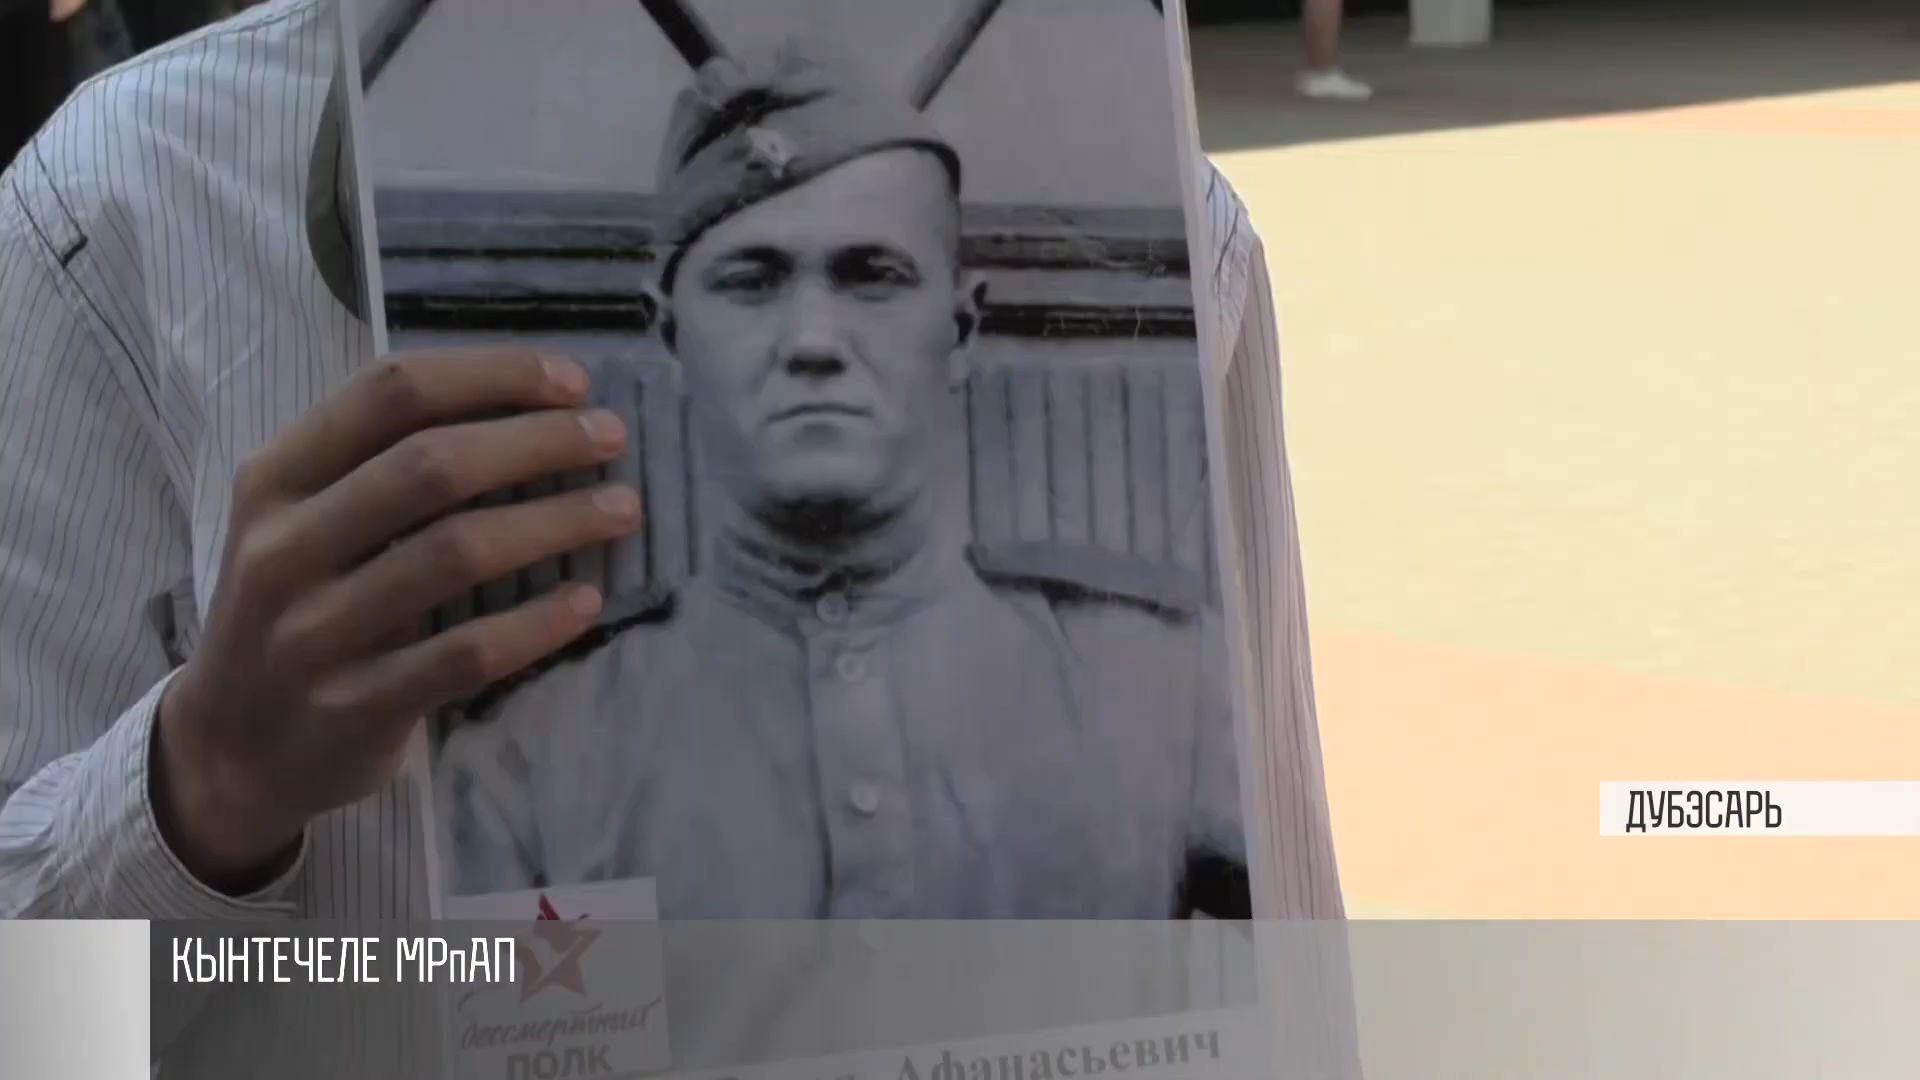 ДУБЭСАРЬ
КЫНТЕЧЕЛЕ МРпАП
бессмертный
ПОЛК
Афанасьевич